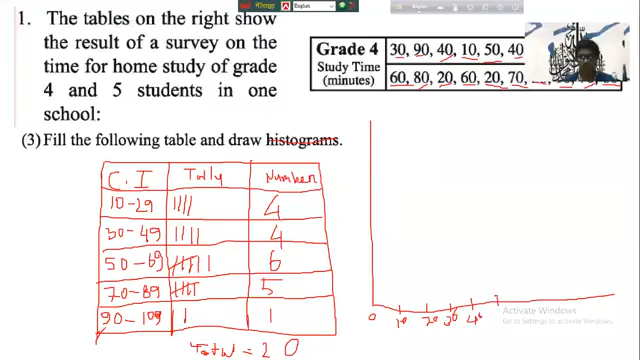 English
1. The tables on the right show
the result of a survey on the
time for home study of grade
4 and 5 students in one
school:
Grade 4
Study Time
(minutes)
30, 90, 40, 10, 50, 40
60, 80, 20, 60, 20, 70,
(3) Fill the following table and draw histograms.
C.I Tally Number
10-29 |||| 4
30-49 |||| 4
50-69 6
70-89 5
90-109 | 1
Total = 20
0 10 20 30 40
Activate Windows
Go to Settings to activate Windows.